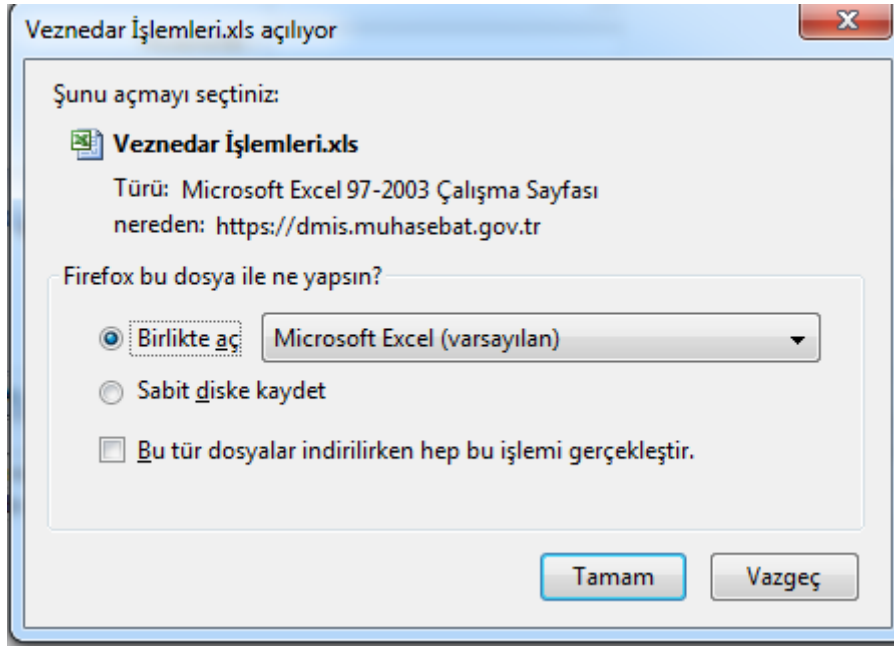 Veznedar İşlemleri.xls açılıyor
Şunu açmayı seçtiniz:
Veznedar İşlemleri.xls
Türü: Microsoft Excel 97-2003 Çalışma Sayfası
nereden: https://dmis.muhasebat.gov.tr
Firefox bu dosya ile ne yapsın?
Birlikte aç Microsoft Excel (varsayılan)
Sabit diske kaydet
Bu tür dosyalar indirilirken hep bu işlemi gerçekleştir.
Tamam Vazgeç